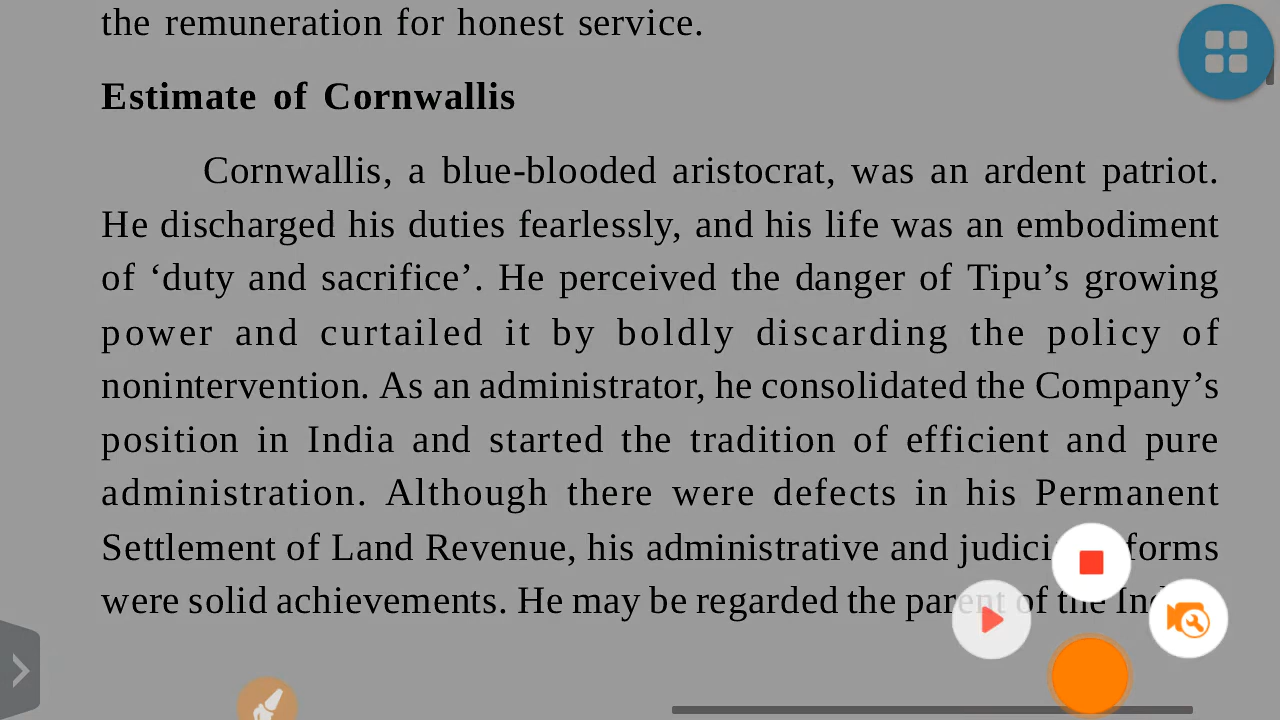 the remuneration for honest service.
Estimate of Cornwallis
Cornwallis, a blue-blooded aristocrat, was an ardent patriot.
He discharged his duties fearlessly, and his life was an embodiment
of ‘duty and sacrifice’. He perceived the danger of Tipu’s growing
power and curtailed it by boldly discarding the policy of
nonintervention. As an administrator, he consolidated the Company’s
position in India and started the tradition of efficient and pure
administration. Although there were defects in his Permanent
Settlement of Land Revenue, his administrative and
were solid achievements. He may be regarded the parent of the